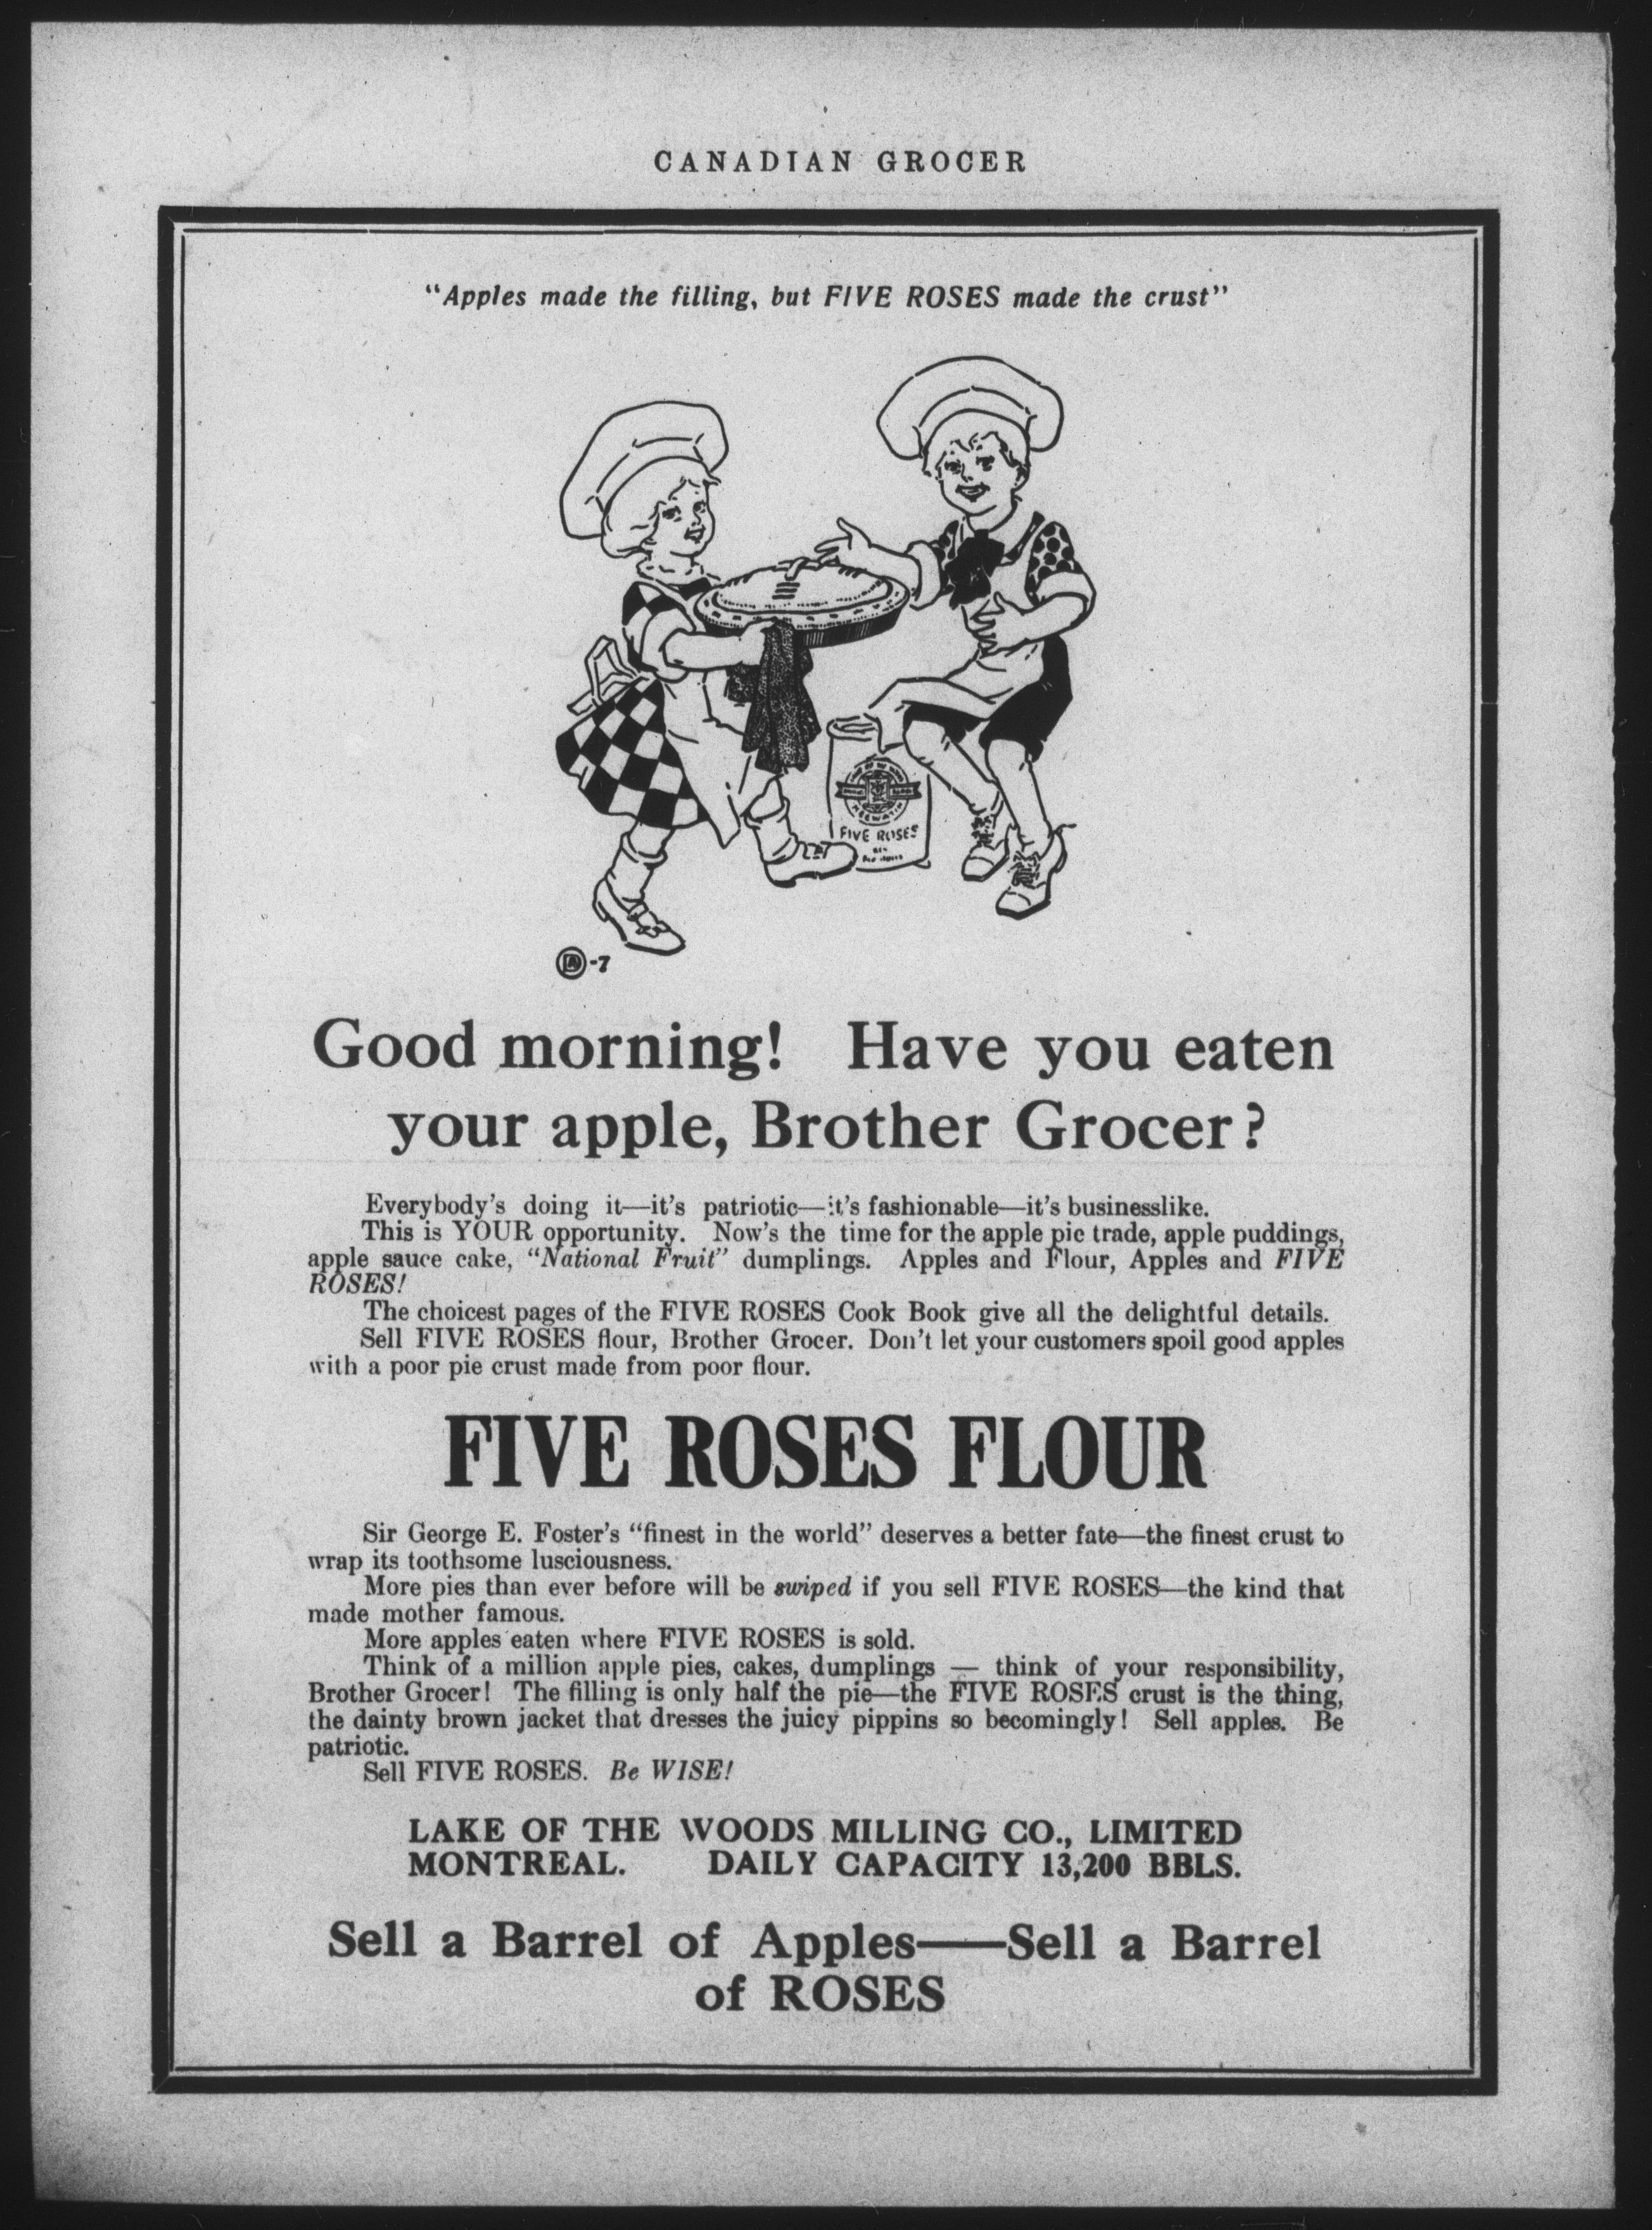 CANADIAN GROCER
"Apples made the filling, but FIVE ROSES made the crust"
KEEWATIN
FIVE ROSES
-7
Good morning! Have you eaten
your apple, Brother Grocer?
Everybody's doing it—it's patriotic—it's fashionable—it's businesslike.
This is YOUR opportunity. Now's the time for the apple pie trade, apple puddings,
apple sauce cake, "National Fruit" dumplings. Apples and Flour, Apples and FIVE
ROSES!
The choicest pages of the FIVE ROSES Cook Book give all the delightful details.
Sell FIVE ROSES flour, Brother Grocer. Don't let your customers spoil good apples
with a poor pie crust made from poor flour.
FIVE ROSES FLOUR
Sir George E. Foster's "finest in the world" deserves a better fate—the finest crust to
wrap its toothsome lusciousness.
More pies than ever before will be swiped if you sell FIVE ROSES—the kind that
made mother famous.
More apples eaten where FIVE ROSES is sold.
Think of a million apple pies, cakes, dumplings — think of your responsibility,
Brother Grocer! The filling is only half the pie—the FIVE ROSES crust is the thing,
the dainty brown jacket that dresses the juicy pippins so becomingly! Sell apples. Be
patriotic.
Sell FIVE ROSES. Be WISE!
LAKE OF THE WOODS MILLING CO., LIMITED
MONTREAL. DAILY CAPACITY 13,200 BBLS.
Sell a Barrel of Apples—Sell a Barrel
of ROSES